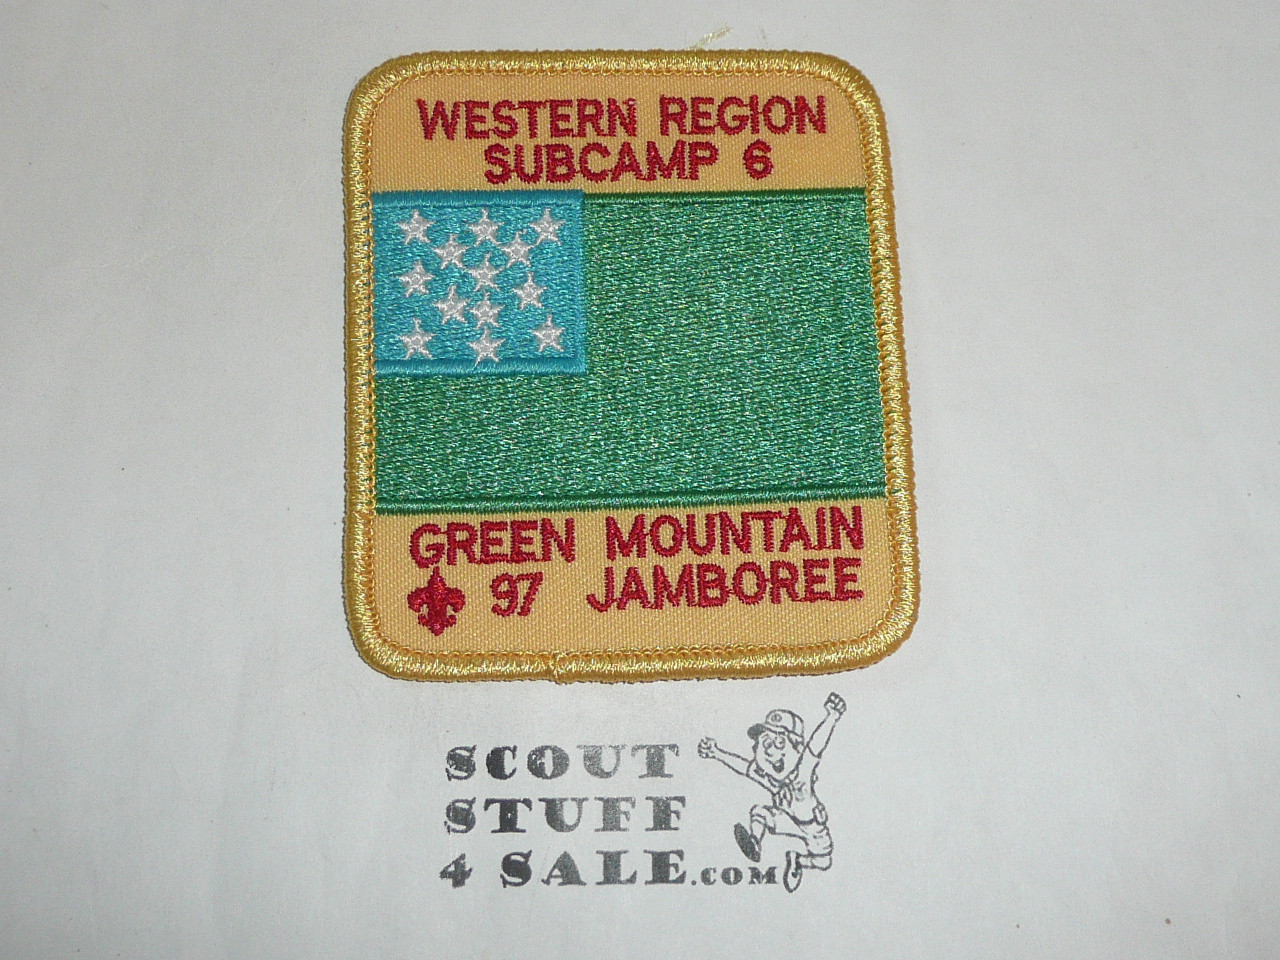 WESTERN REGION
SUBCAMP 6
GREEN MOUNTAIN
97 JAMBOREE
SCOUT
STUFF
4 SALE.COM